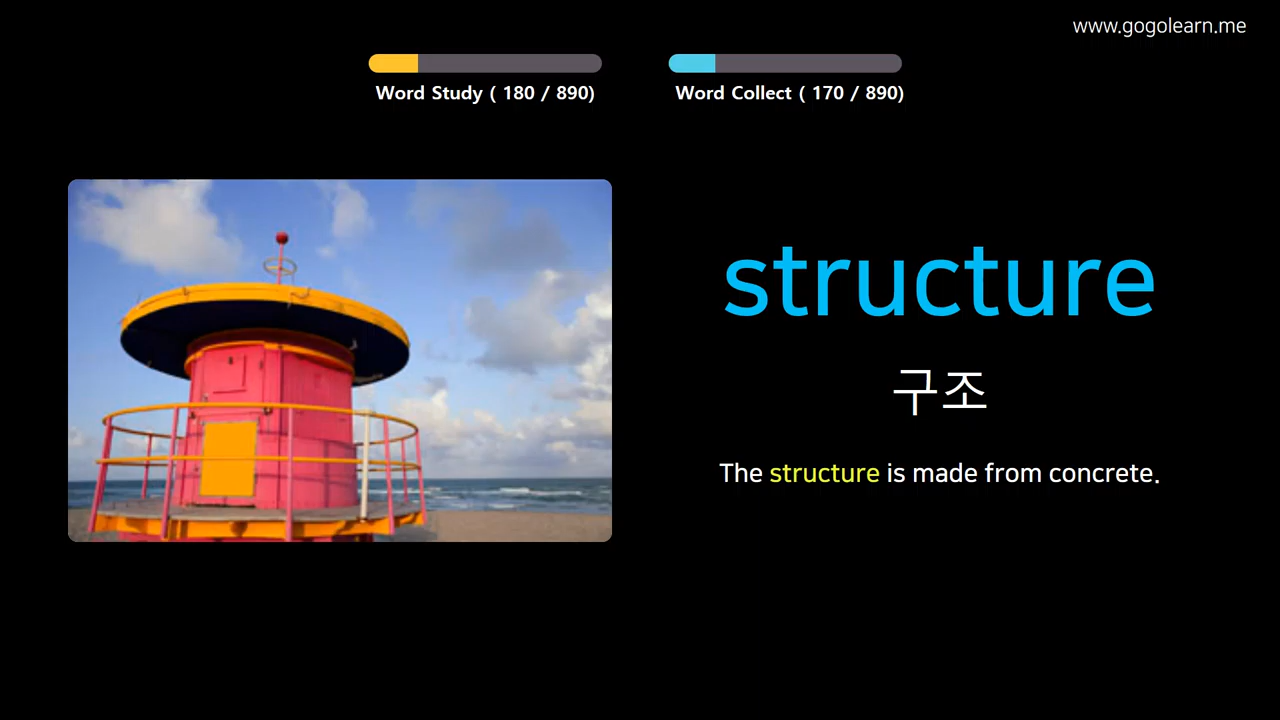 www.gogolearn.me
Word Study ( 180 / 890)
Word Collect ( 170 / 890)
structure
구조
The structure is made from concrete.